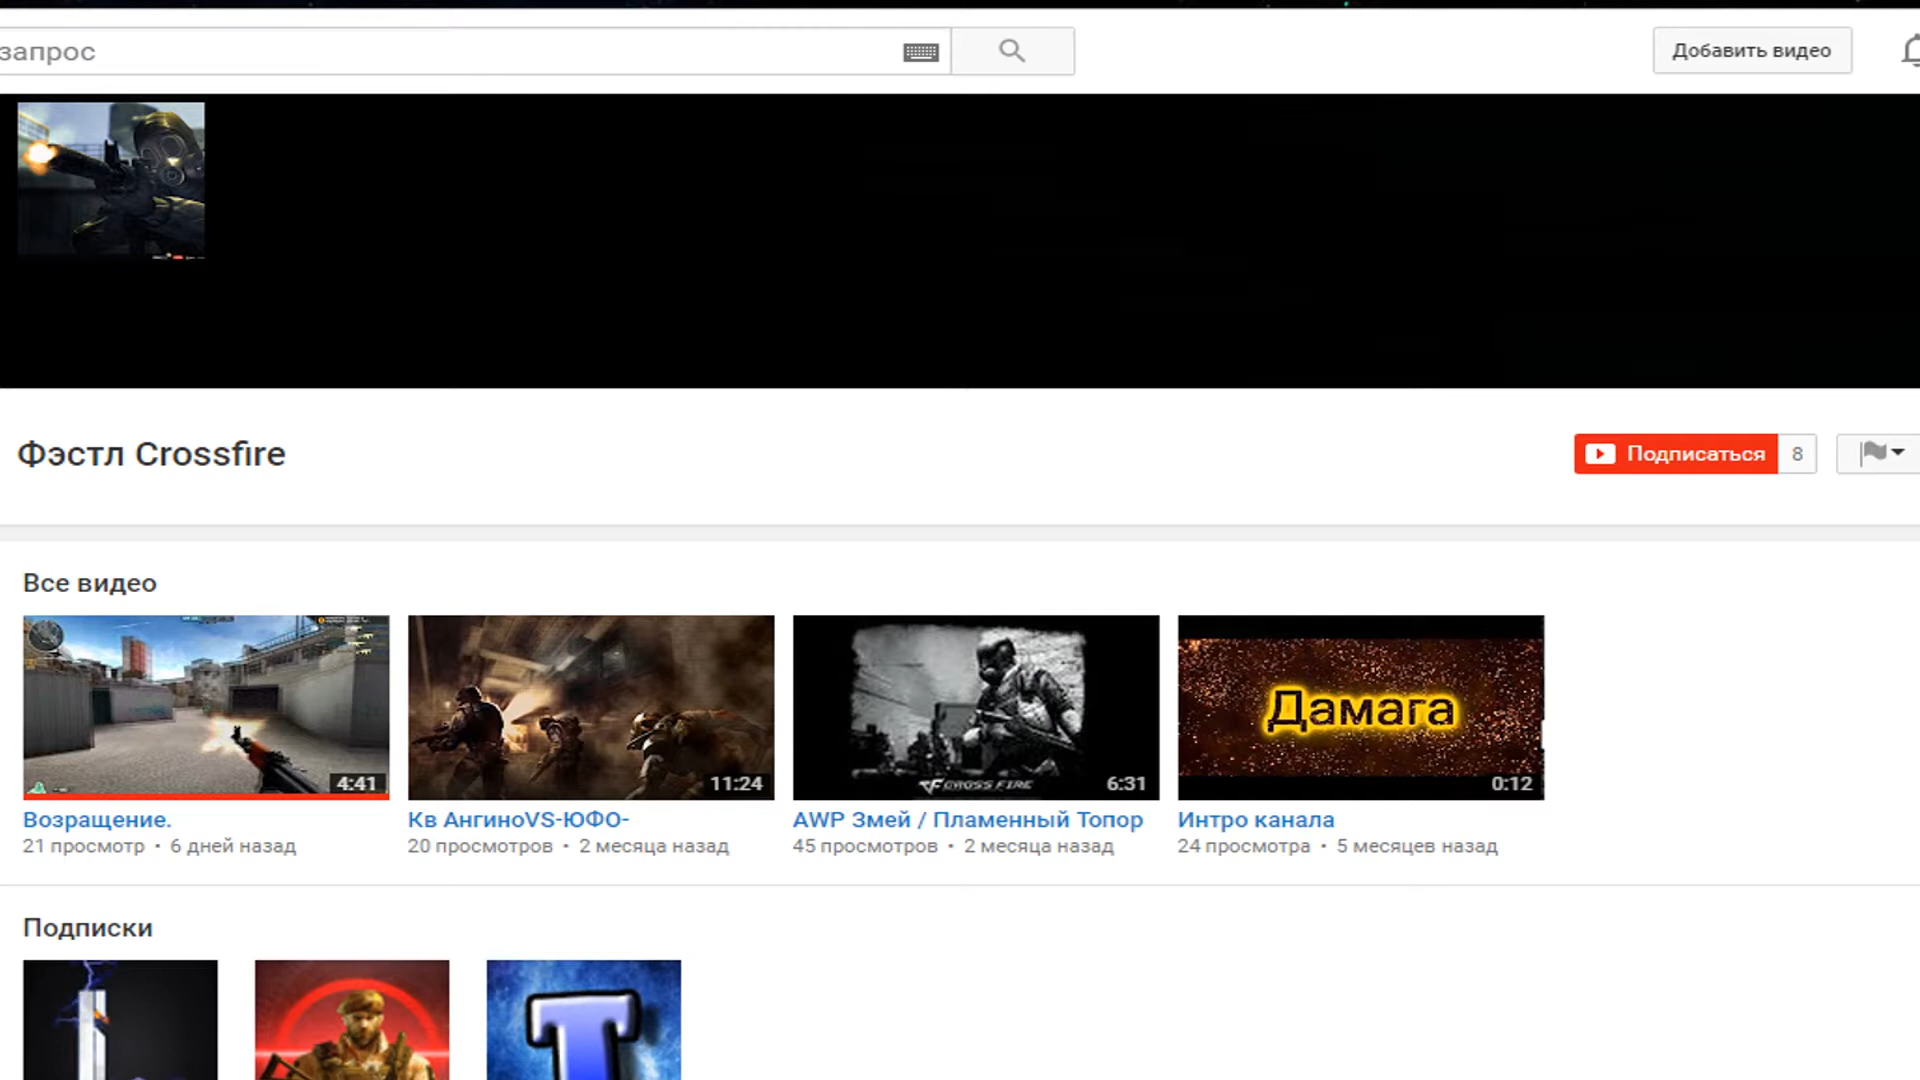 запрос
Добавить видео
Фэстл Crossfire
Подписаться 8
Все видео
4:41
11:24
CROSS FIRE
6:31
Дамага
0:12
Возращение.
21 просмотр • 6 дней назад
Кв АнгиноVS-ЮФО-
20 просмотров • 2 месяца назад
AWP Змей / Пламенный Топор
45 просмотров • 2 месяца назад
Интро канала
24 просмотра • 5 месяцев назад
Подписки